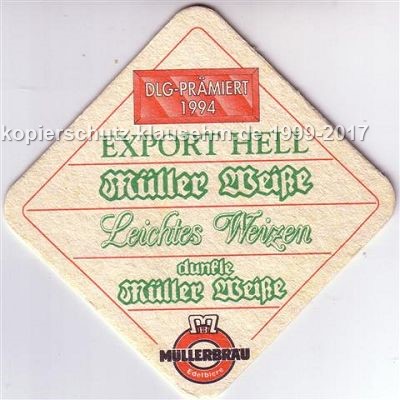 DLG-PRÄMIERT
1994
kopierschutz.klausehm.de 1999-2017
EXPORT HELL
Müller Weiße
Leichtes Weizen
dunkle
Müller Weiße
MÜLLERBRÄU
Edelbiere